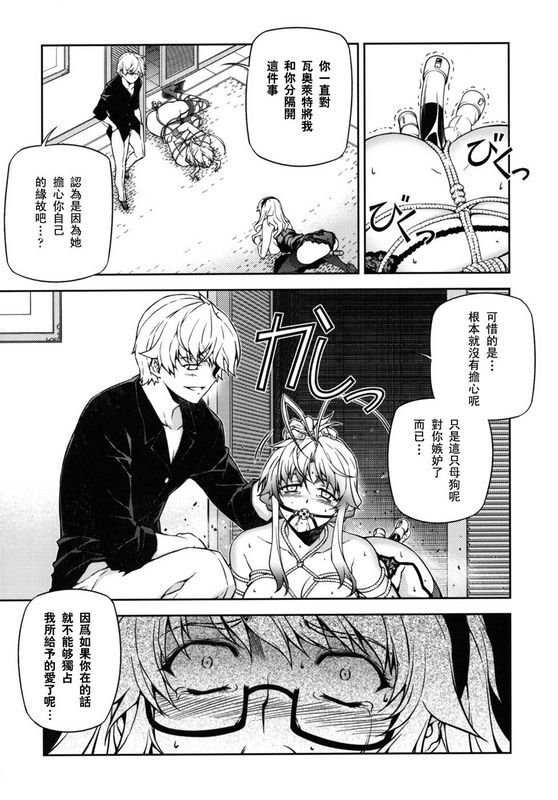 びくっ
びくっ
你一直對
瓦奧萊特將我
和你分隔開
這件事
認為是因為她
擔心你自己
的緣故吧…?
ガシっ
可惜的是…
根本就沒有擔心呢
只是這只母狗呢
對你嫉妒了
而已…
因爲如果你在的話
就不能够獨占
我所給予的愛了呢…